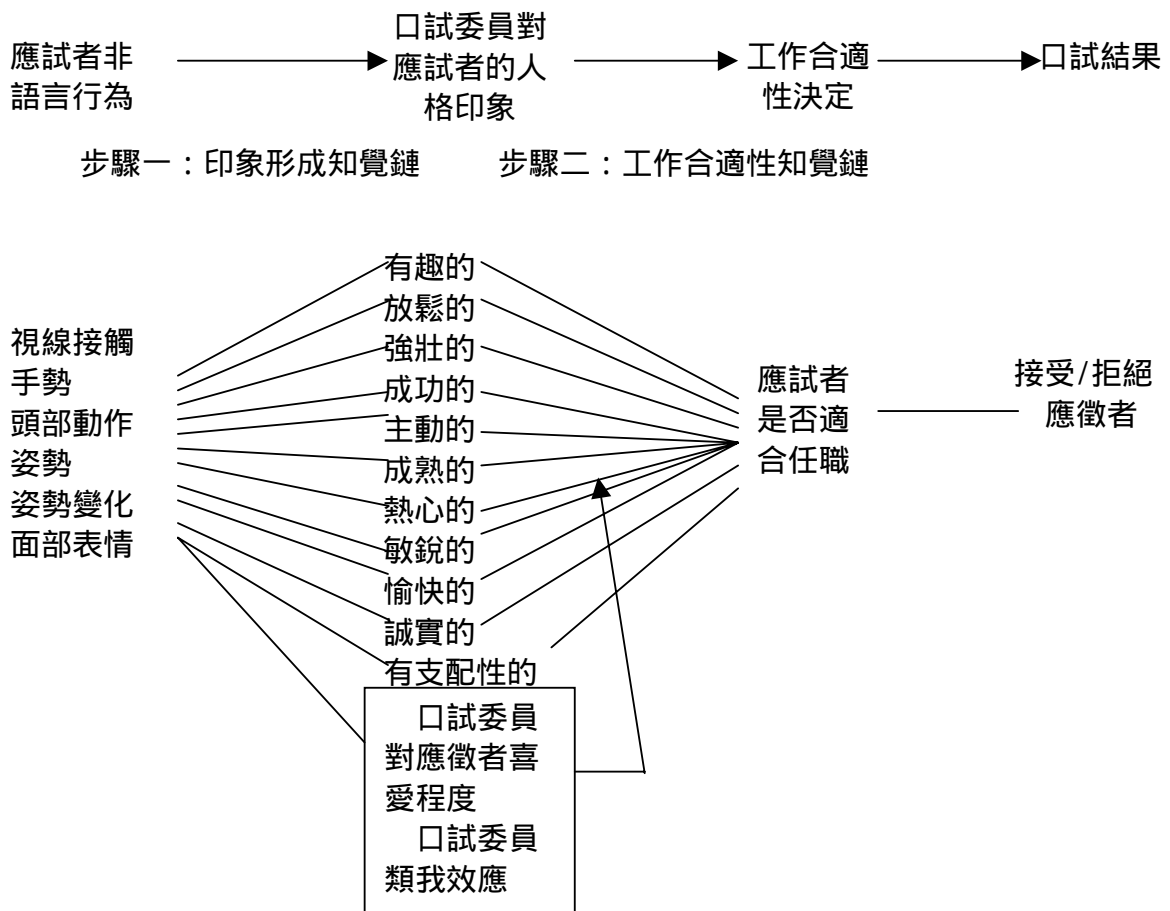 應試者非
語言行為
口試委員對
應試者的人
格印象
工作合適
性決定
口試結果
步驟一：印象形成知覺鏈
步驟二：工作合適性知覺鏈
視線接觸
手勢
頭部動作
姿勢
姿勢變化
面部表情
有趣的
放鬆的
強壯的
成功的
主動的
成熟的
熱心的
敏銳的
愉快的
誠實的
有支配性的
口試委員
對應徵者喜
愛程度
口試委員
類我效應
應試者
是否適
合任職
接受/拒絕
應徵者